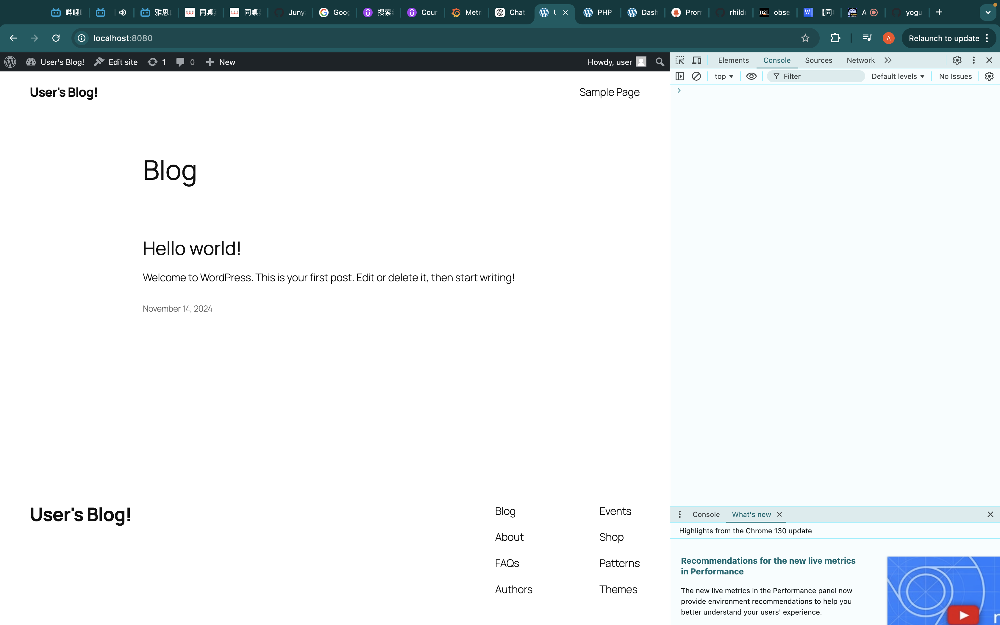 哔哩
雅思
同桌
同桌
Juny
Goog
搜索
Cour
Metri
Chat
PHP
Dash
Prom
rhildr
D2L
obse
W
【同
A
yogu
localhost:8080
A
Relaunch to update
User's Blog!
Edit site
1
0
New
Howdy, user
Elements
Console
Sources
Network
top
Filter
Default levels
No Issues
User's Blog!
Sample Page
Blog
Hello world!
Welcome to WordPress. This is your first post. Edit or delete it, then start writing!
November 14, 2024
User's Blog!
Blog
Events
About
Shop
FAQs
Patterns
Authors
Themes
Console
What's new
Highlights from the Chrome 130 update
Recommendations for the new live metrics
in Performance
The new live metrics in the Performance panel now
provide environment recommendations to help you
better understand your users' experience.